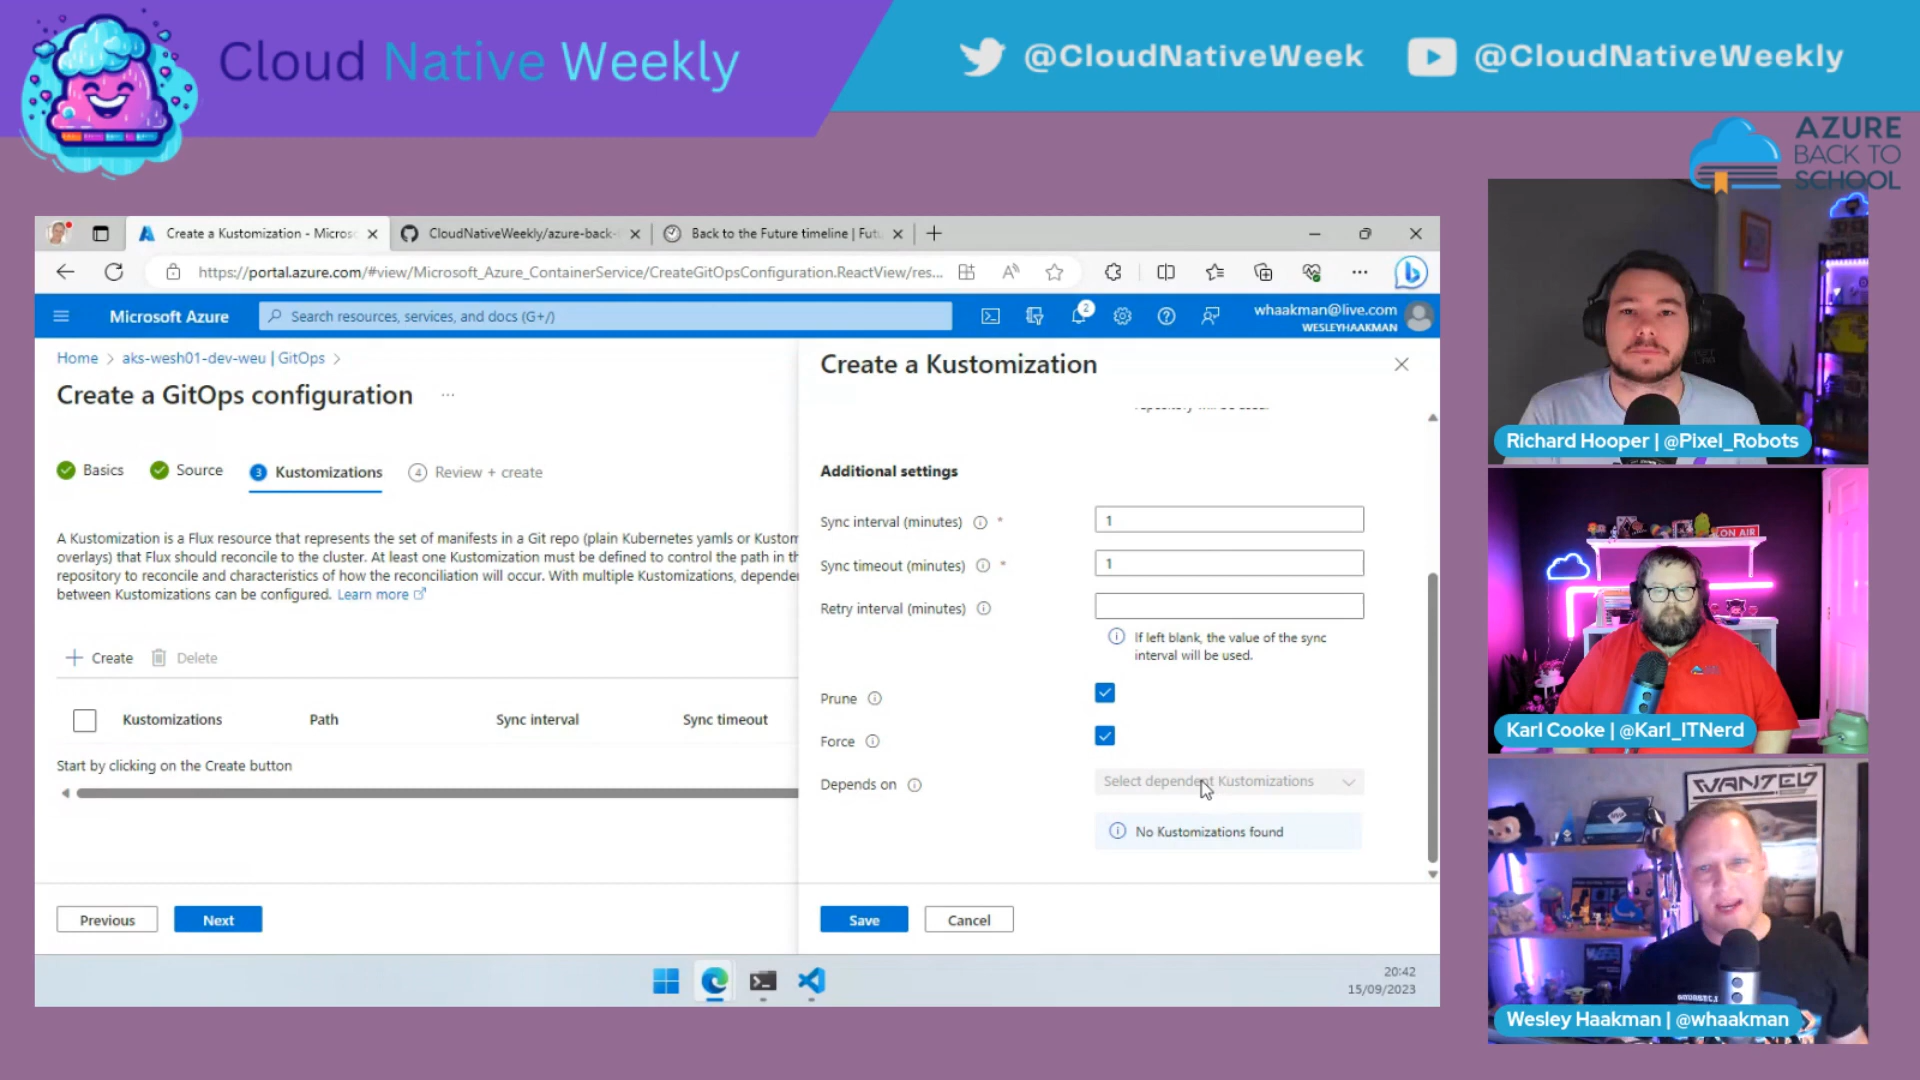 Cloud Native Weekly
@CloudNativeWeek
@CloudNativeWeekly
AZURE
BACK TO
SCHOOL
Create a Kustomization - Micros
CloudNativeWeekly/azure-back-
Back to the Future timeline | Fut
https://portal.azure.com/#view/Microsoft_Azure_ContainerService/CreateGitOpsConfiguration.ReactView/res...
Microsoft Azure
Search resources, services, and docs (G+/)
2
whaakman@live.com
WESLEYHAAKMAN
Home > aks-wesh01-dev-weu | GitOps >
Create a GitOps configuration
...
Basics
Source
3 Kustomizations
4 Review + create
A Kustomization is a Flux resource that represents the set of manifests in a Git repo (plain Kubernetes yamls or Kustom
overlays) that Flux should reconcile to the cluster. At least one Kustomization must be defined to control the path in th
repository to reconcile and characteristics of how the reconciliation will occur. With multiple Kustomizations, depende
between Kustomizations can be configured. Learn more
+ Create
Delete
Kustomizations
Path
Sync interval
Sync timeout
Start by clicking on the Create button
Previous
Next
Create a Kustomization
Additional settings
Sync interval (minutes) *
1
Sync timeout (minutes) *
1
Retry interval (minutes)
If left blank, the value of the sync
interval will be used.
Prune
Force
Depends on
Select dependent Kustomizations
No Kustomizations found
Save
Cancel
20:42
15/09/2023
Richard Hooper | @Pixel_Robots
ON AIR
Karl Cooke | @Karl_ITNerd
WANTED
Wesley Haakman | @whaakman